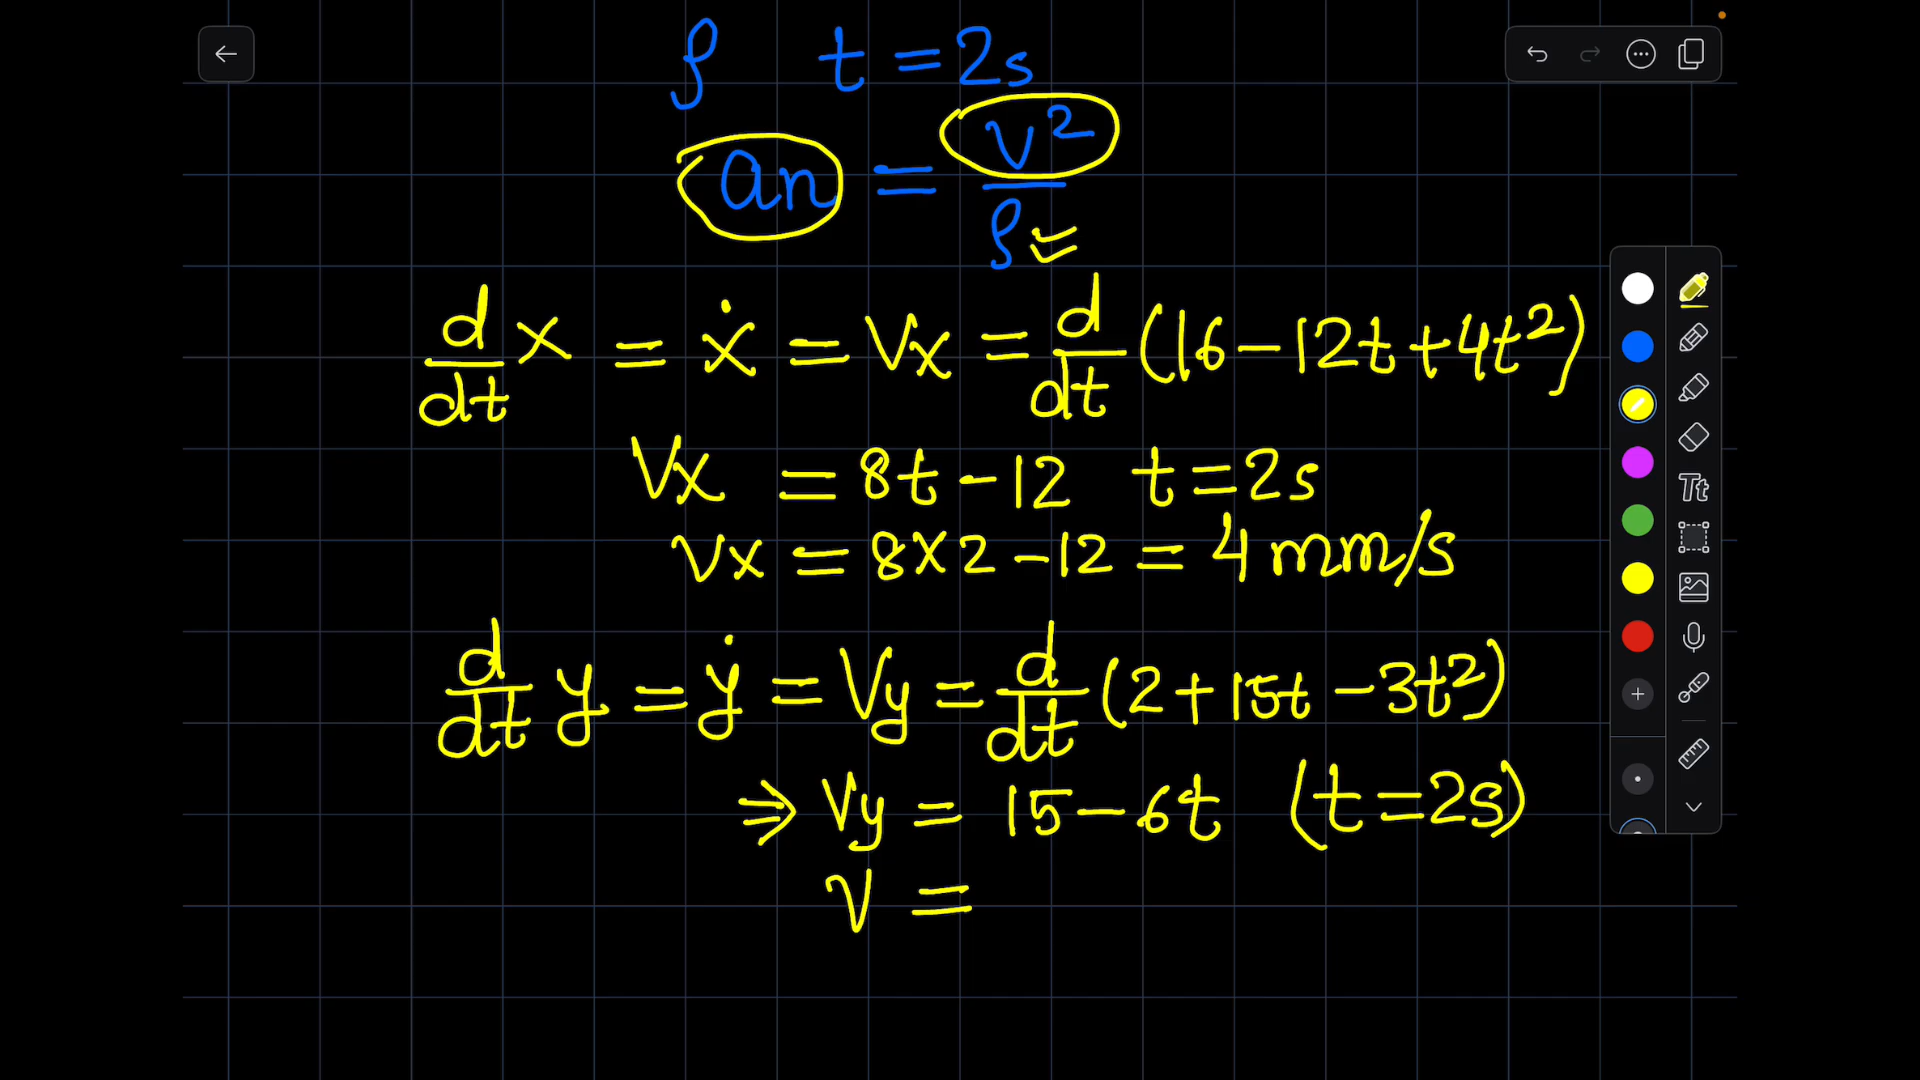 ρ t = 2s
an = v²/ρ
d/dt x = ẋ = Vx = d/dt (16 - 12t + 4t²)
Vx = 8t - 12 t = 2s
Vx = 8 x 2 - 12 = 4 mm/s
d/dt y = ẏ = Vy = d/dt (2 + 15t - 3t²)
⇒ Vy = 15 - 6t (t = 2s)
V =
Tt